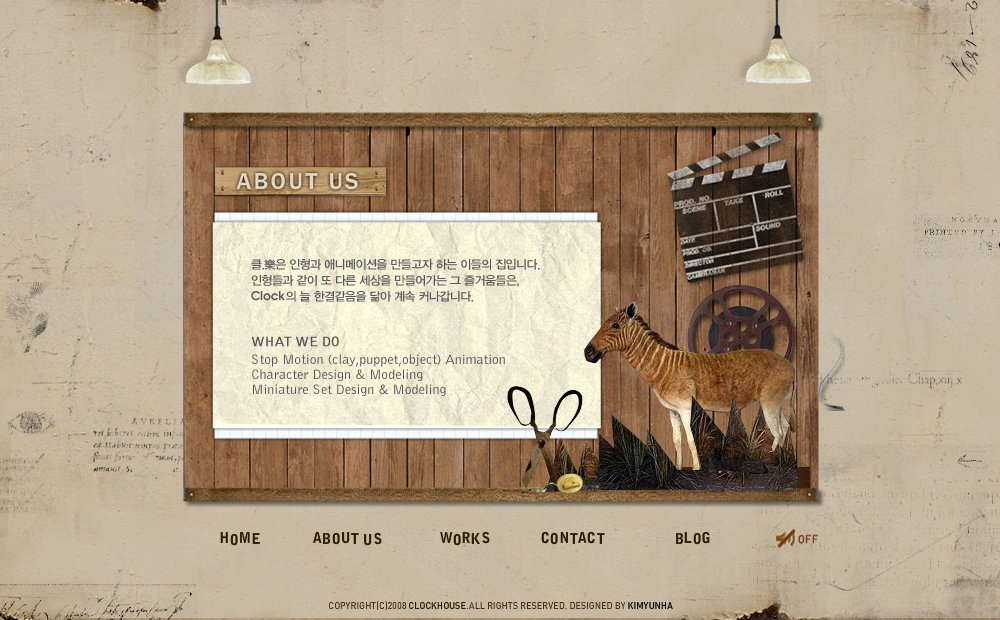 ABOUT US
PROD. NO.
SCENE
TAKE
ROLL
SOUND
DATE
PROD. CO.
DIRECTOR
CAMERAMAN
클.樂은 인형과 애니메이션을 만들고자 하는 이들의 집입니다.
인형들과 같이 또 다른 세상을 만들어가는 그 즐거움들은,
Clock의 늘 한결같음을 닮아 계속 커나갑니다.
WHAT WE DO
Stop Motion (clay,puppet,object) Animation
Character Design & Modeling
Miniature Set Design & Modeling
HOME
ABOUT US
WORKS
CONTACT
BLOG
OFF
COPYRIGHT(C)2008 CLOCKHOUSE.ALL RIGHTS RESERVED. DESIGNED BY KIMYUNHA